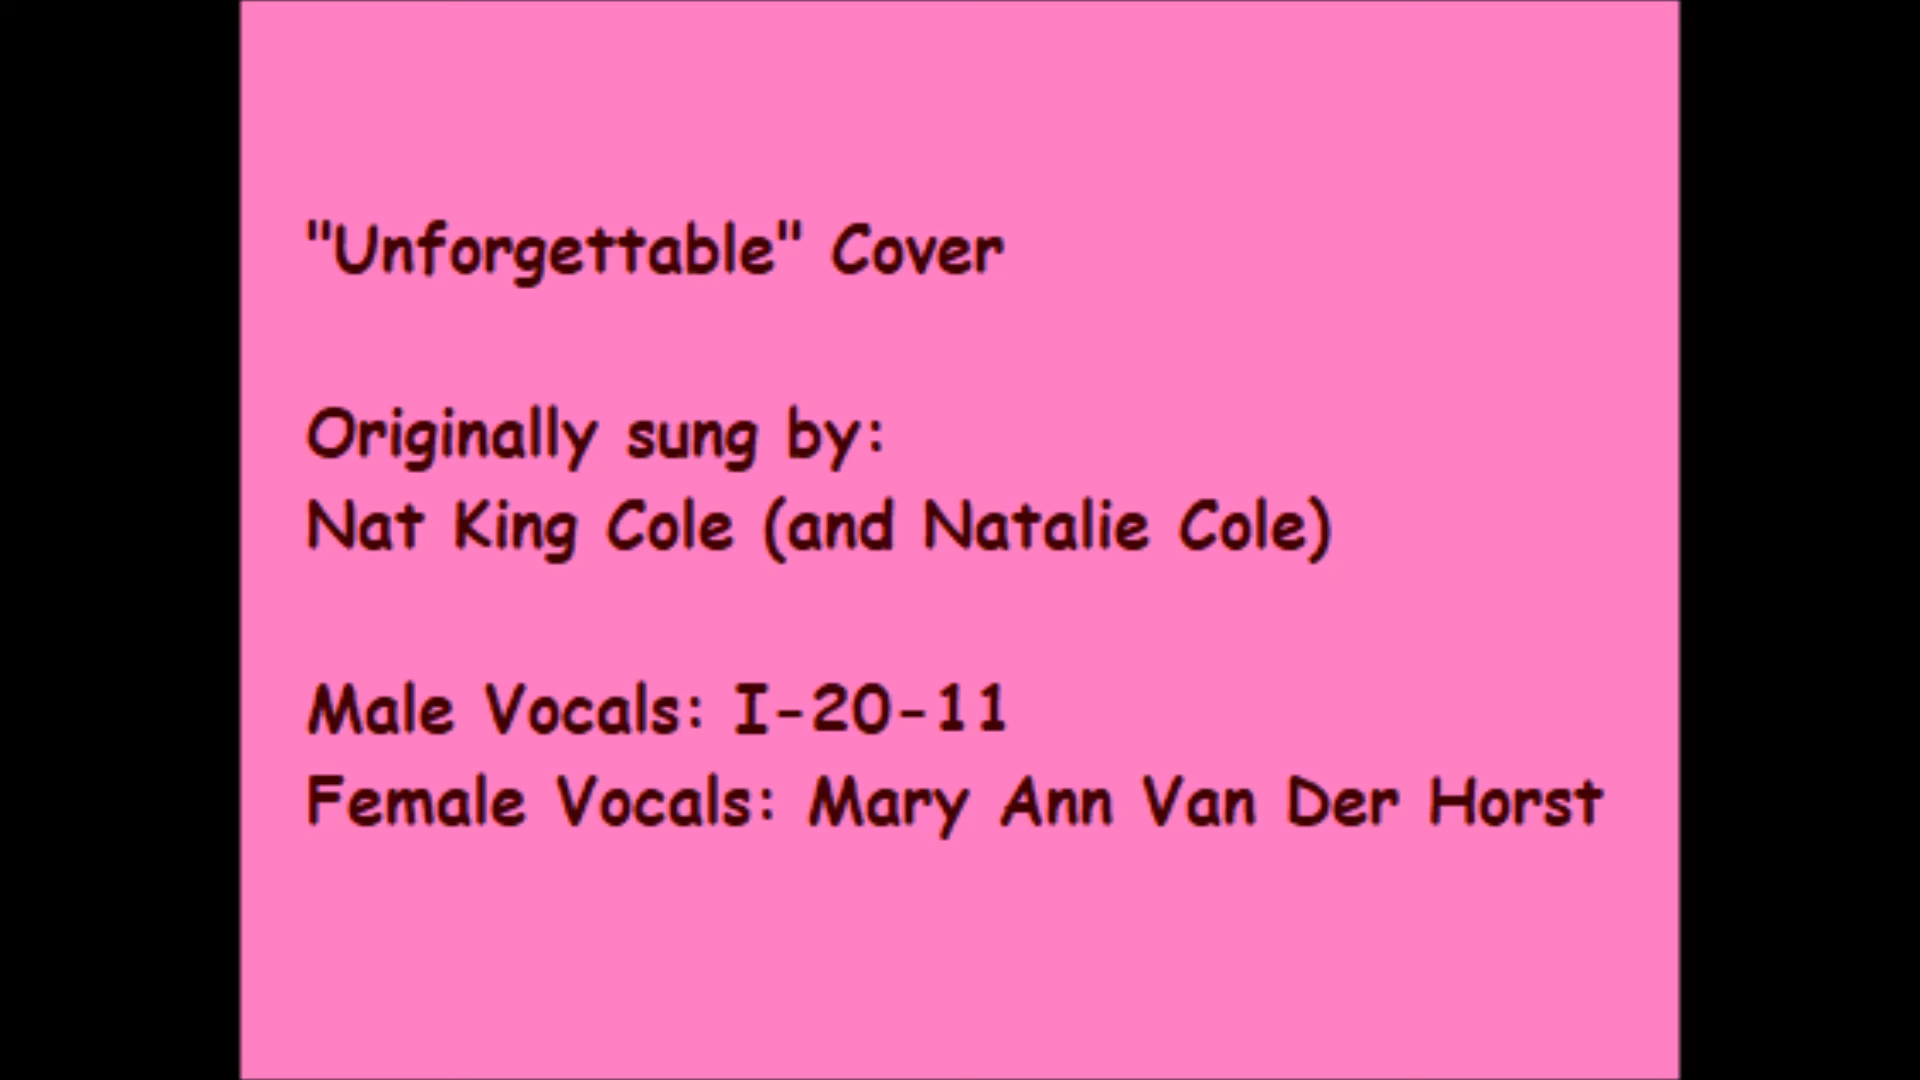 "Unforgettable" Cover
Originally sung by:
Nat King Cole (and Natalie Cole)
Male Vocals: I-20-11
Female Vocals: Mary Ann Van Der Horst